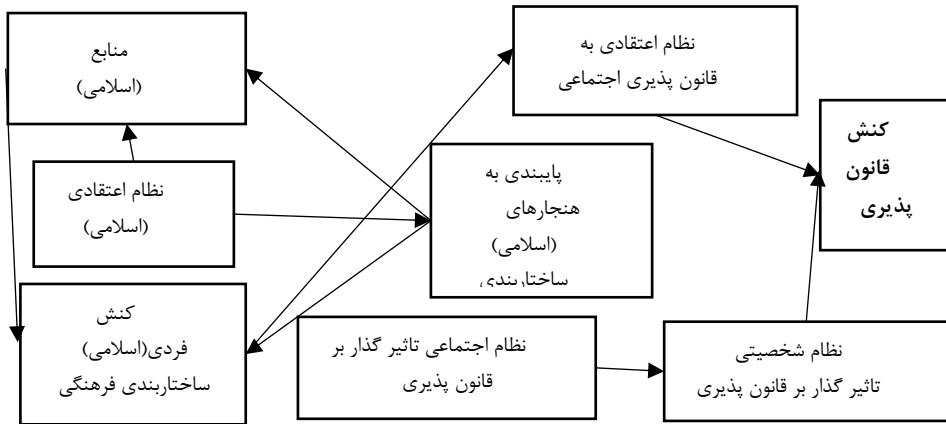 منابع
(اسلامی)
نظام اعتقادی به
قانون پذیری اجتماعی
کنش
قانون
پذیری
پایبندی به
هنجارهای
(اسلامی)
ساختاربندی
نظام اعتقادی
(اسلامی)
کنش
فردی(اسلامی)
ساختاربندی فرهنگی
نظام اجتماعی تاثیر گذار بر
قانون پذیری
نظام شخصیتی
تاثیر گذار بر قانون پذیری